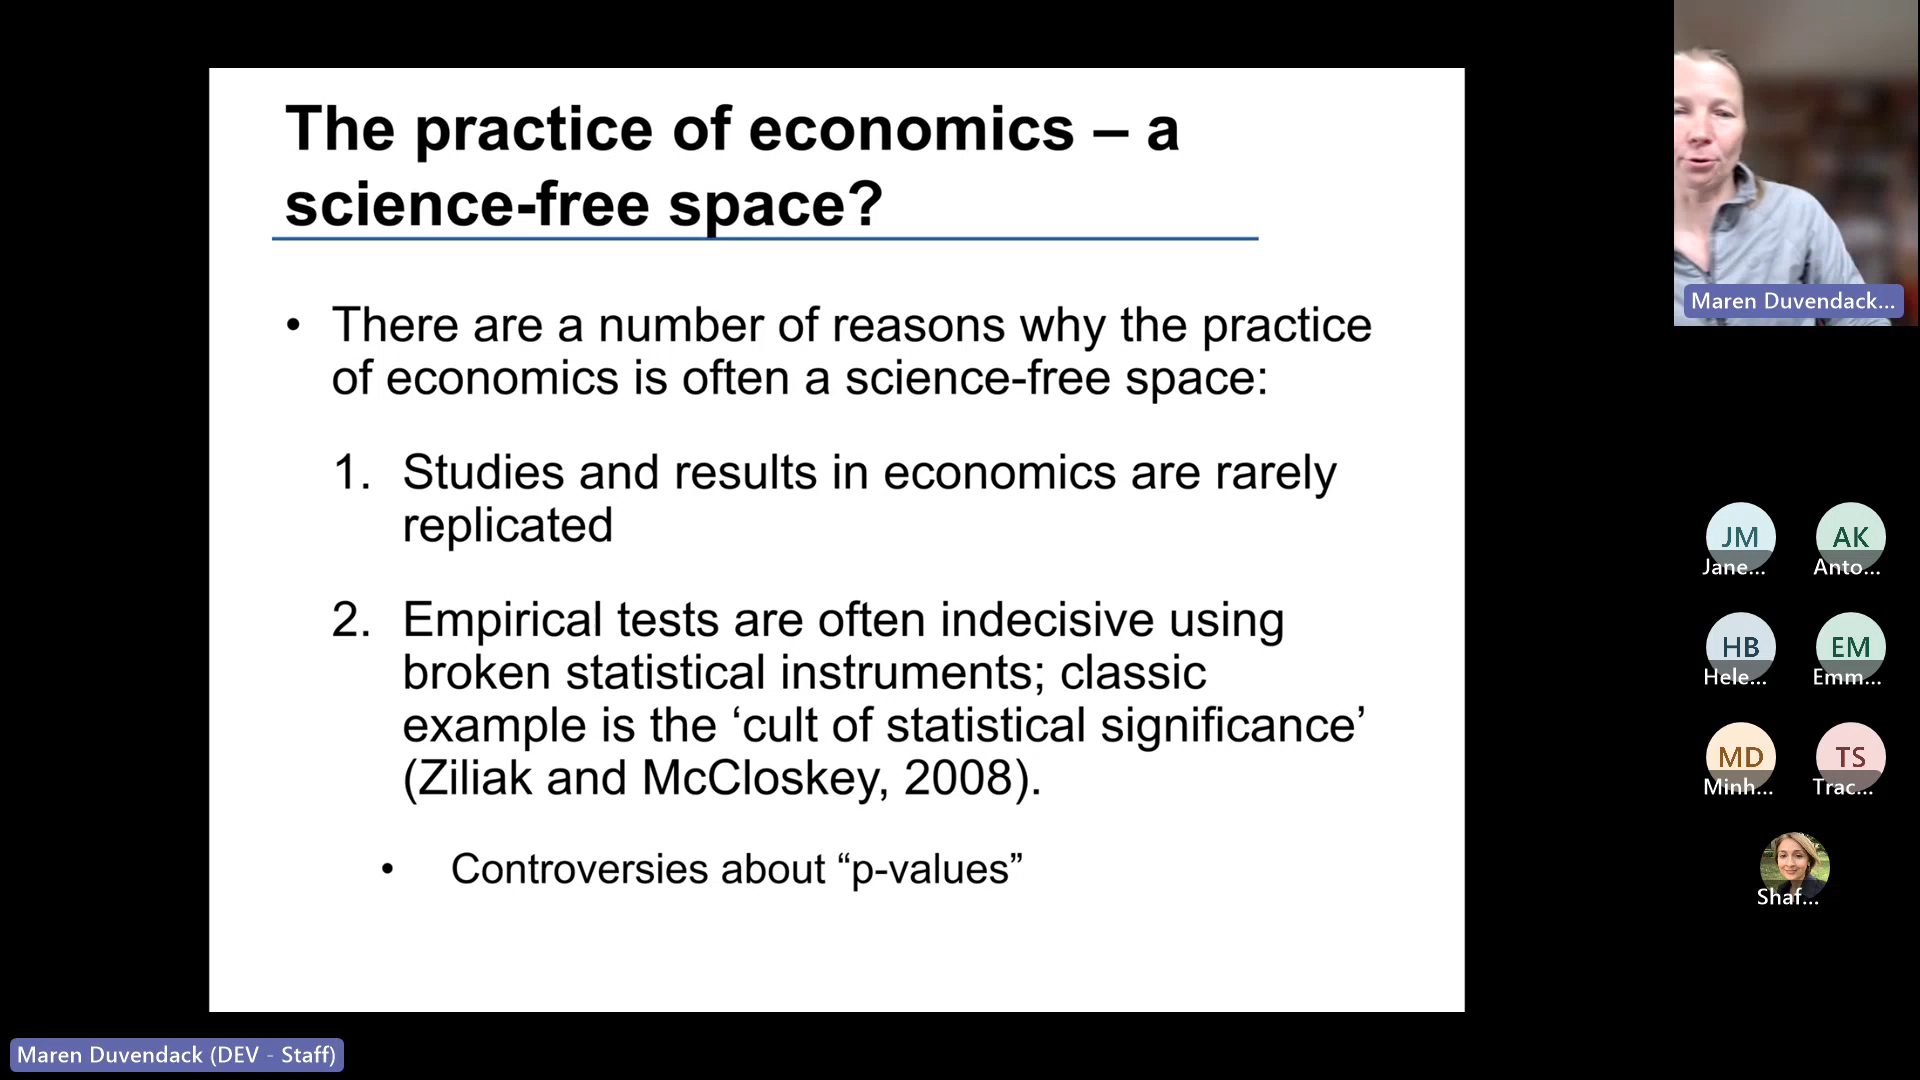 The practice of economics – a
science-free space?
• There are a number of reasons why the practice
of economics is often a science-free space:
1. Studies and results in economics are rarely
replicated
2. Empirical tests are often indecisive using
broken statistical instruments; classic
example is the ‘cult of statistical significance’
(Ziliak and McCloskey, 2008).
• Controversies about “p-values”
Maren Duvendack...
JM
Jane...
AK
Anto...
HB
Hele...
EM
Emm...
MD
Minh...
TS
Trac...
Shaf...
Maren Duvendack (DEV - Staff)